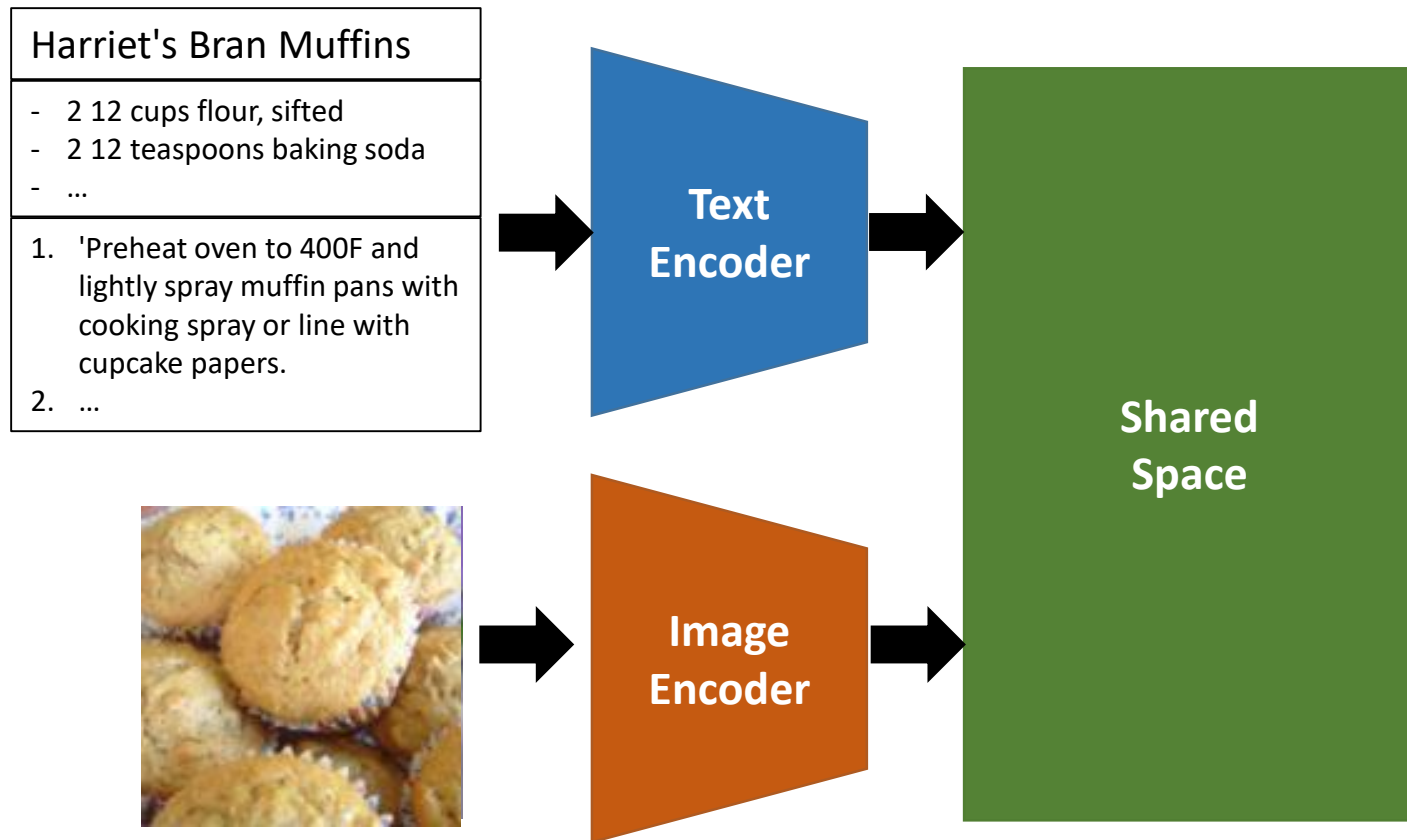 Harriet's Bran Muffins
- 2 12 cups flour, sifted
- 2 12 teaspoons baking soda
- …
1. 'Preheat oven to 400F and
lightly spray muffin pans with
cooking spray or line with
cupcake papers.
2. …
Text
Encoder
Image
Encoder
Shared
Space